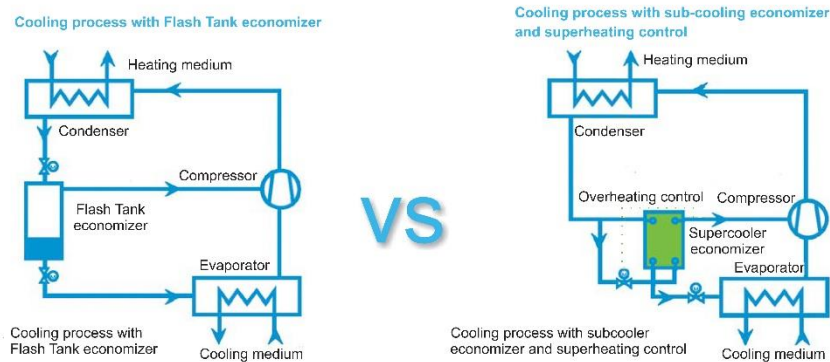 Cooling process with Flash Tank economizer
Heating medium
Condenser
Compressor
Flash Tank
economizer
Evaporator
Cooling process with
Flash Tank economizer
Cooling medium
VS
Cooling process with sub-cooling economizer
and superheating control
Heating medium
Condenser
Overheating control
Compressor
Supercooler
economizer
Evaporator
Cooling process with subcooler
economizer and superheating control
Cooling medium